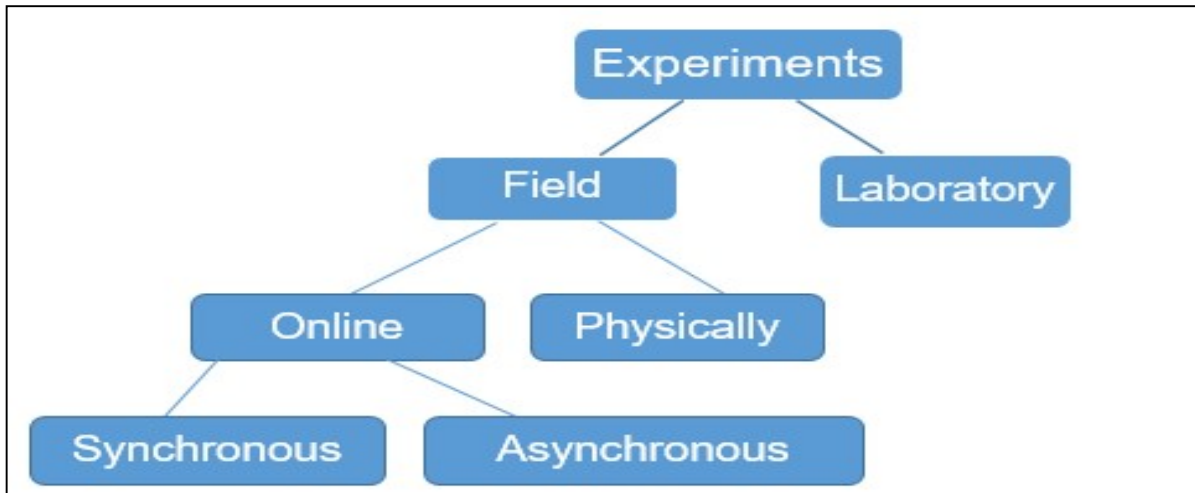 Experiments
Field
Laboratory
Online
Physically
Synchronous
Asynchronous